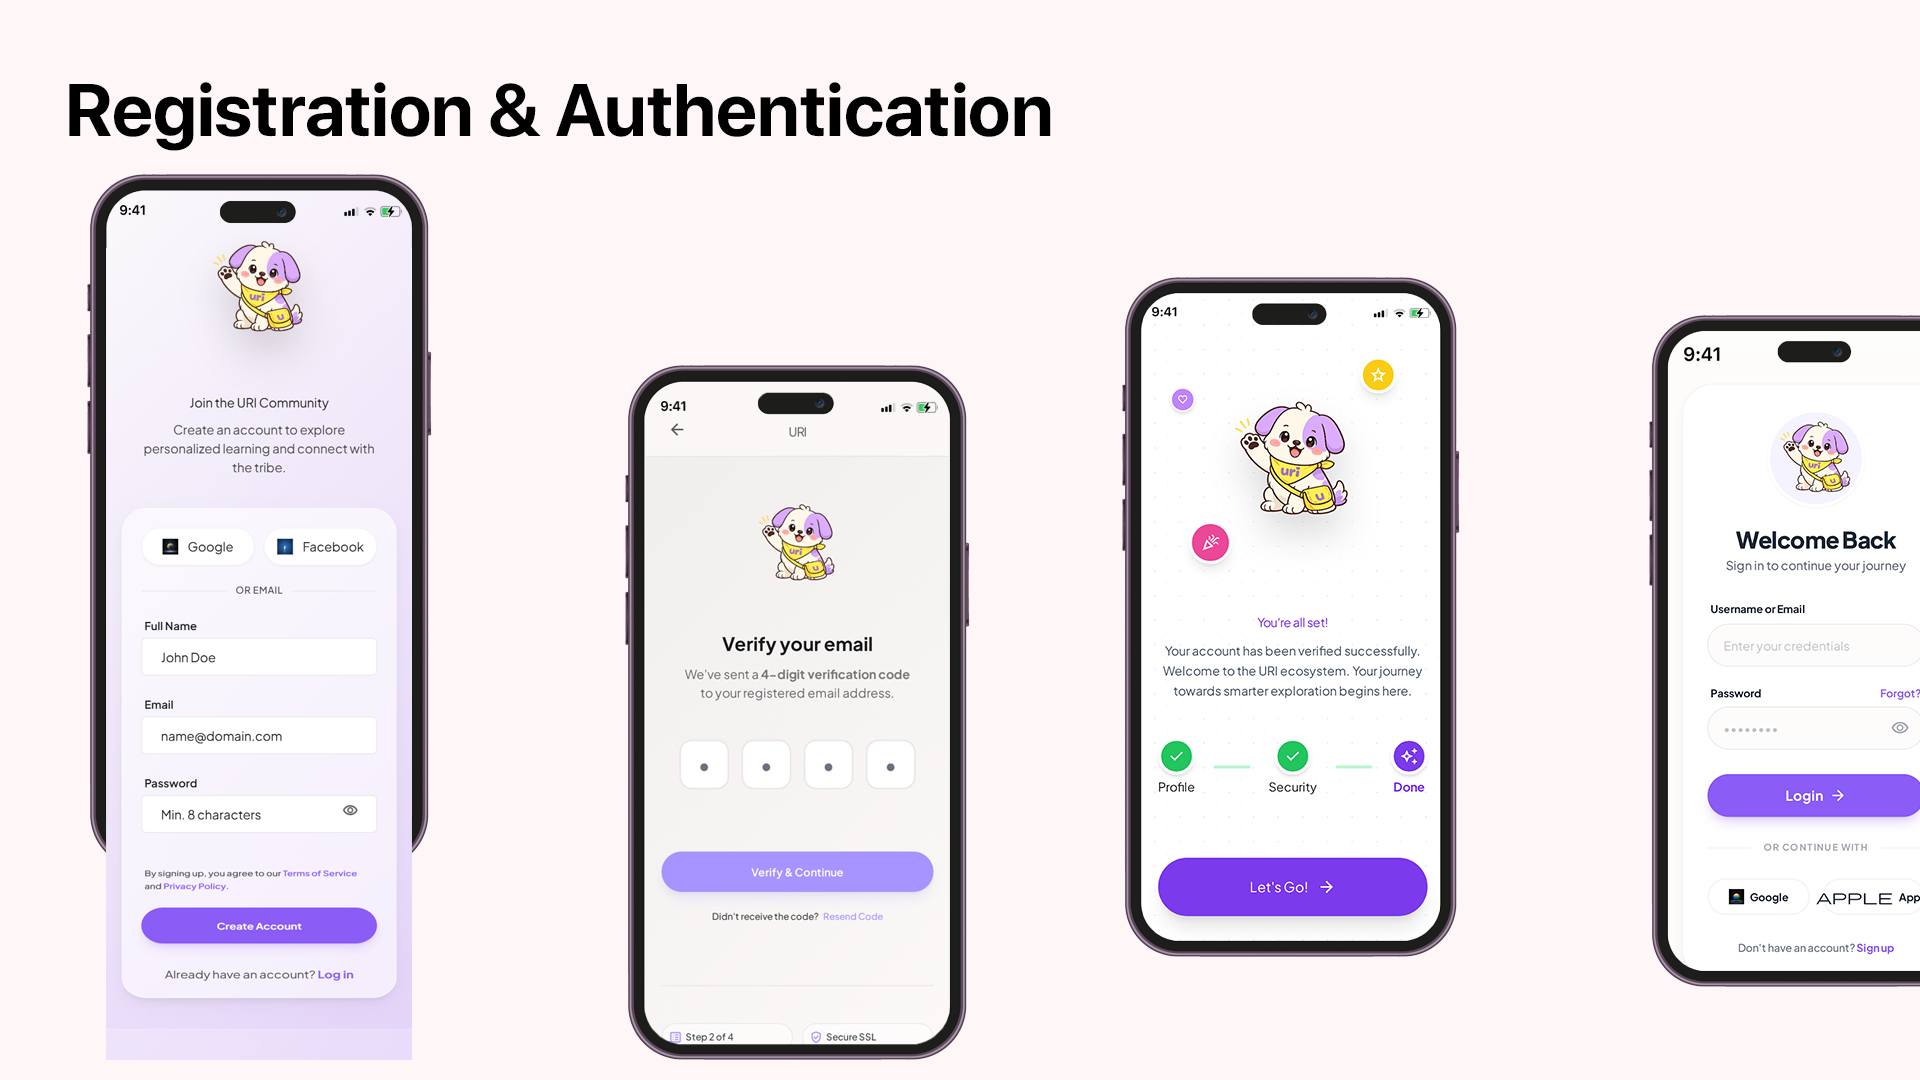 Registration & Authentication
9:41
uri
u
Join the URI Community
Create an account to explore
personalized learning and connect with
the tribe.
Google
Facebook
OR EMAIL
Full Name
John Doe
Email
name@domain.com
Password
Min. 8 characters
By signing up, you agree to our Terms of Service
and Privacy Policy.
Create Account
Already have an account? Log in
9:41
URI
uri
u
Verify your email
We've sent a 4-digit verification code
to your registered email address.
Verify & Continue
Didn't receive the code? Resend Code
Step 2 of 4
Secure SSL
9:41
uri
u
You're all set!
Your account has been verified successfully.
Welcome to the URI ecosystem. Your journey
towards smarter exploration begins here.
Profile
Security
Done
Let's Go!
9:41
uri
u
Welcome Back
Sign in to continue your journey
Username or Email
Enter your credentials
Password
Forgot?
Login
OR CONTINUE WITH
Google
APPLE App
Don't have an account? Sign up